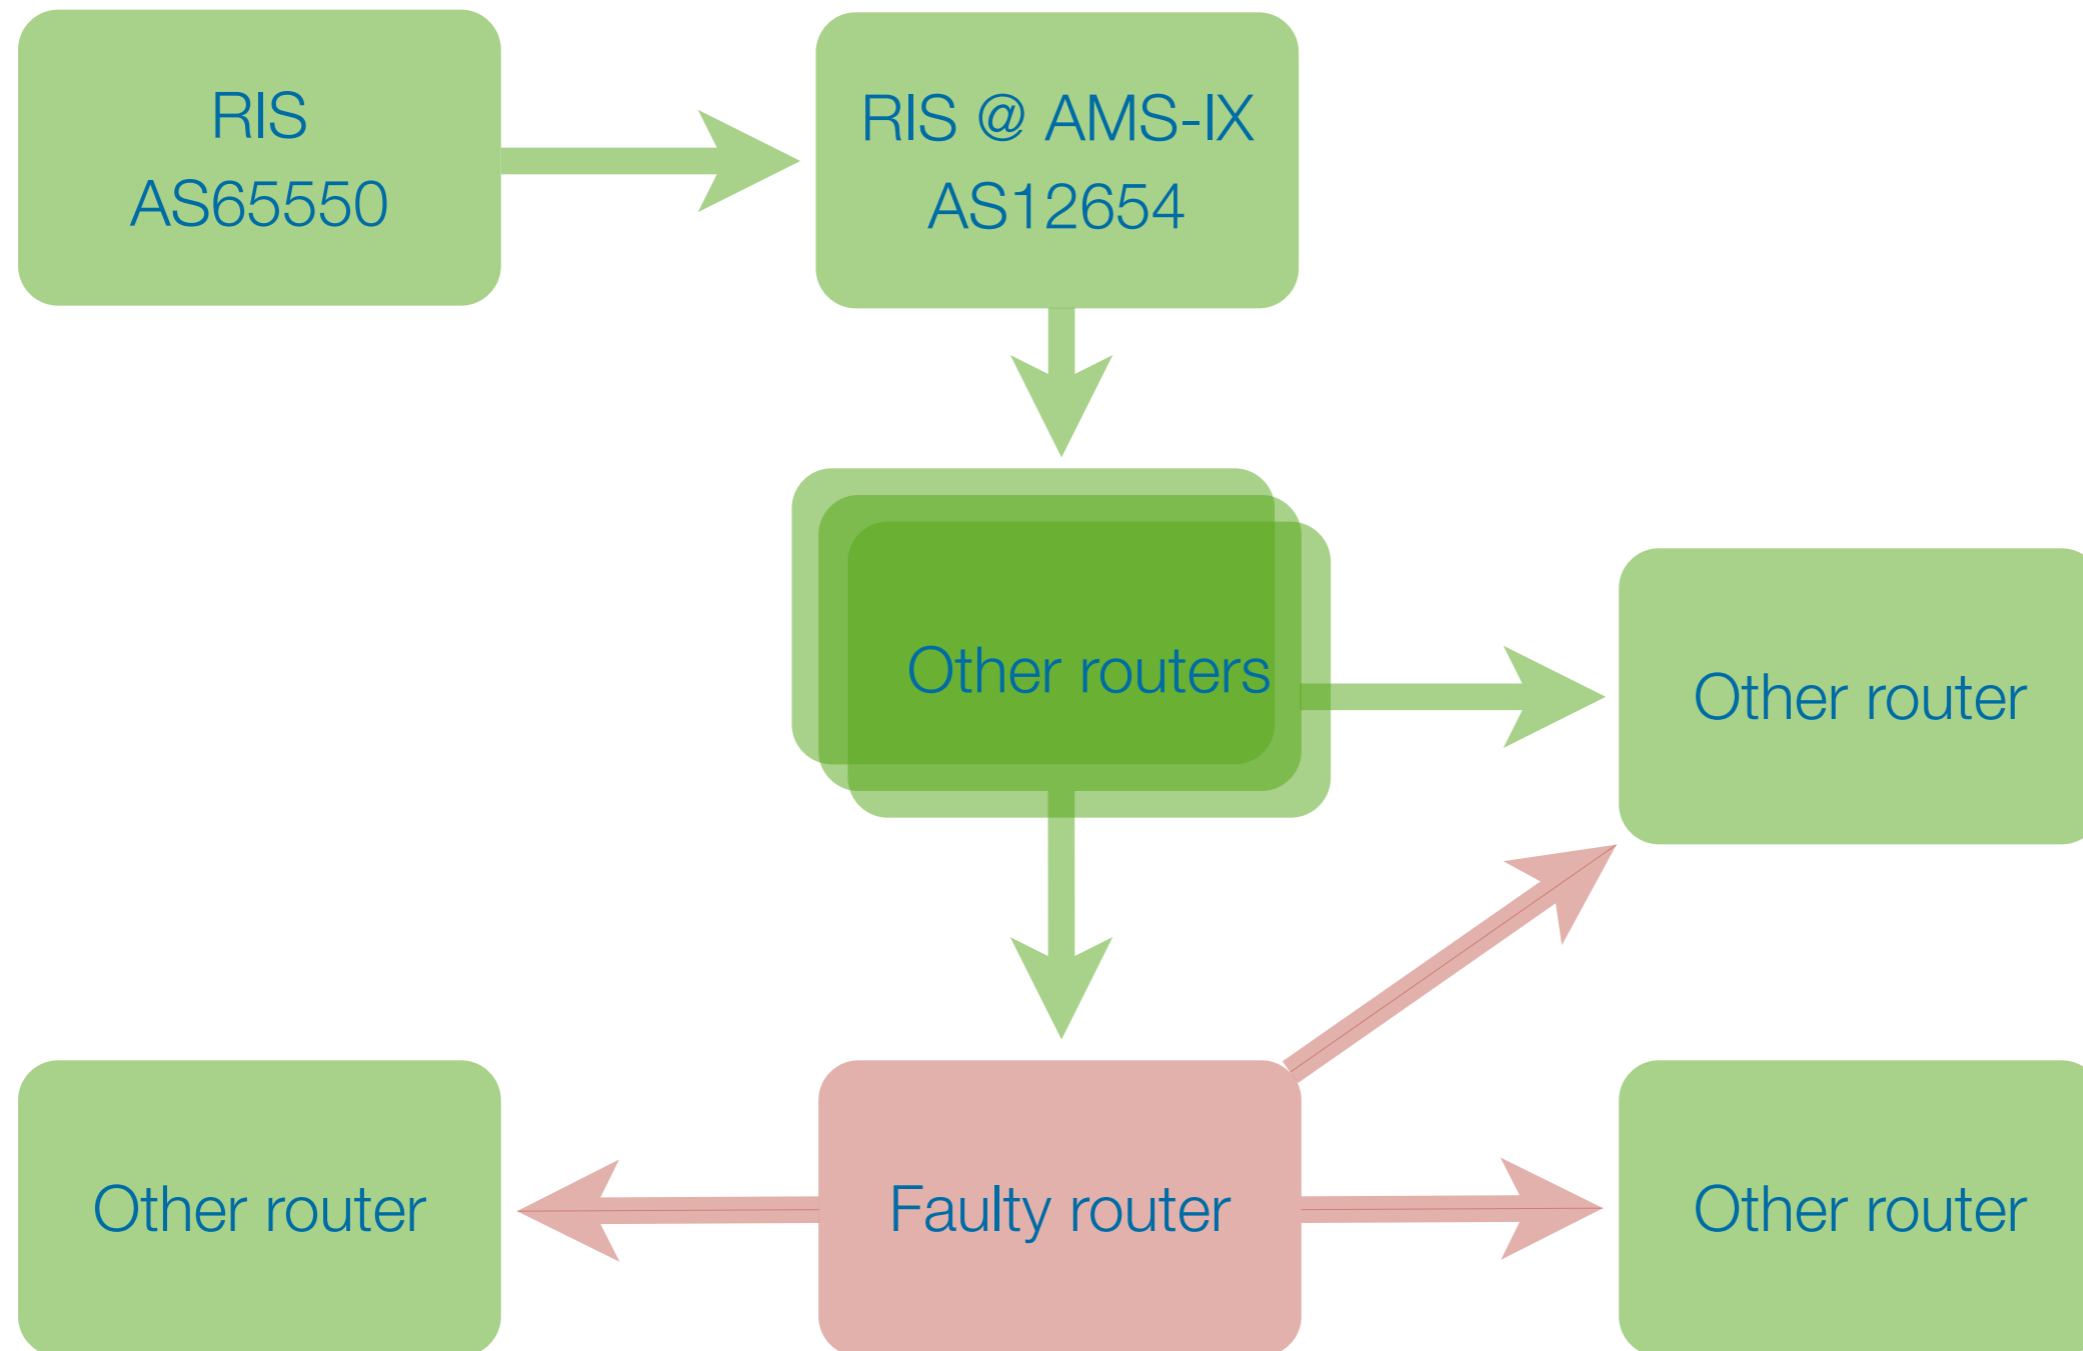 RIS
AS65550
RIS @ AMS-IX
AS12654
Other routers
Other router
Other router
Faulty router
Other router